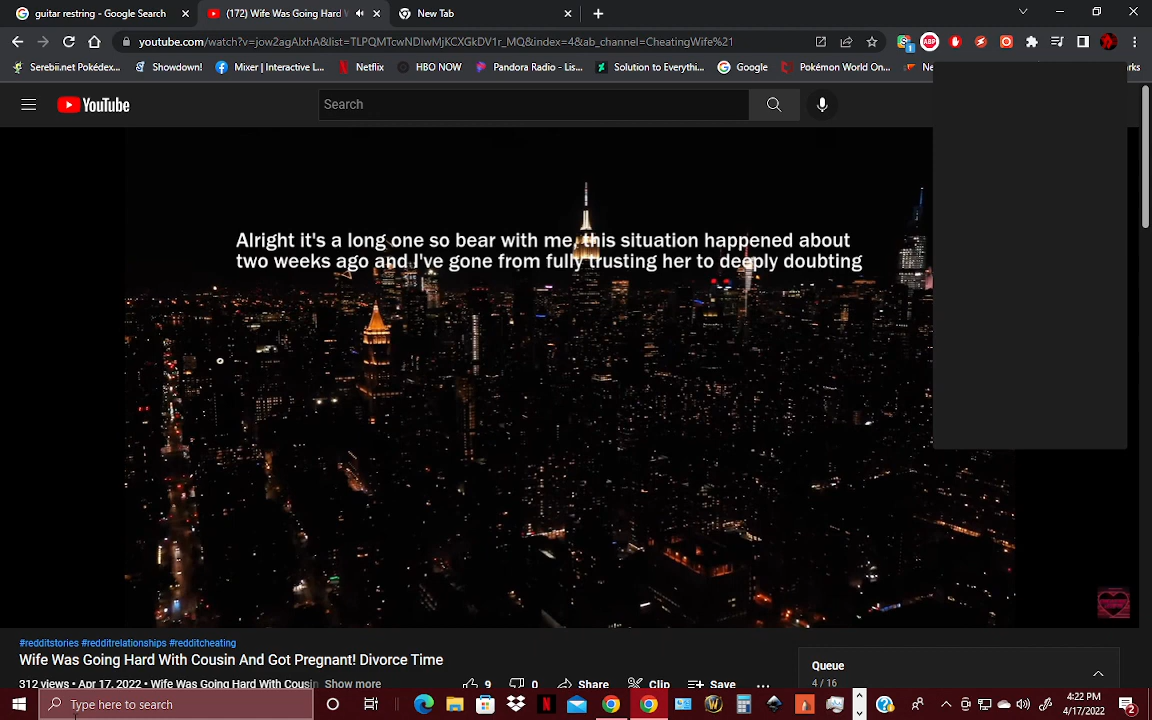 guitar restring - Google Search
(172) Wife Was Going Hard
New Tab
youtube.com/watch?v=jow2agAlxhA&list=TLPQMTcwNDIwMjKCXGkDV1r_MQ&index=4&ab_channel=CheatingWife%21
ABP
1
Serebii.net Pokédex...
Showdown!
Mixer | Interactive L...
Netflix
HBO NOW
Pandora Radio - Lis...
Solution to Everythi...
Google
Pokémon World On...
YouTube
Search
Alright it's a long one so bear with me, this situation happened about
two weeks ago and I've gone from fully trusting her to deeply doubting
#redditstories #redditrelationships #redditcheating
Wife Was Going Hard With Cousin And Got Pregnant! Divorce Time
312 views • Apr 17, 2022 • Wife Was Going Hard With Cousin
Show more
9
0
Share
Clip
Save
Queue
4 / 16
Type here to search
4:22 PM
4/17/2022
2